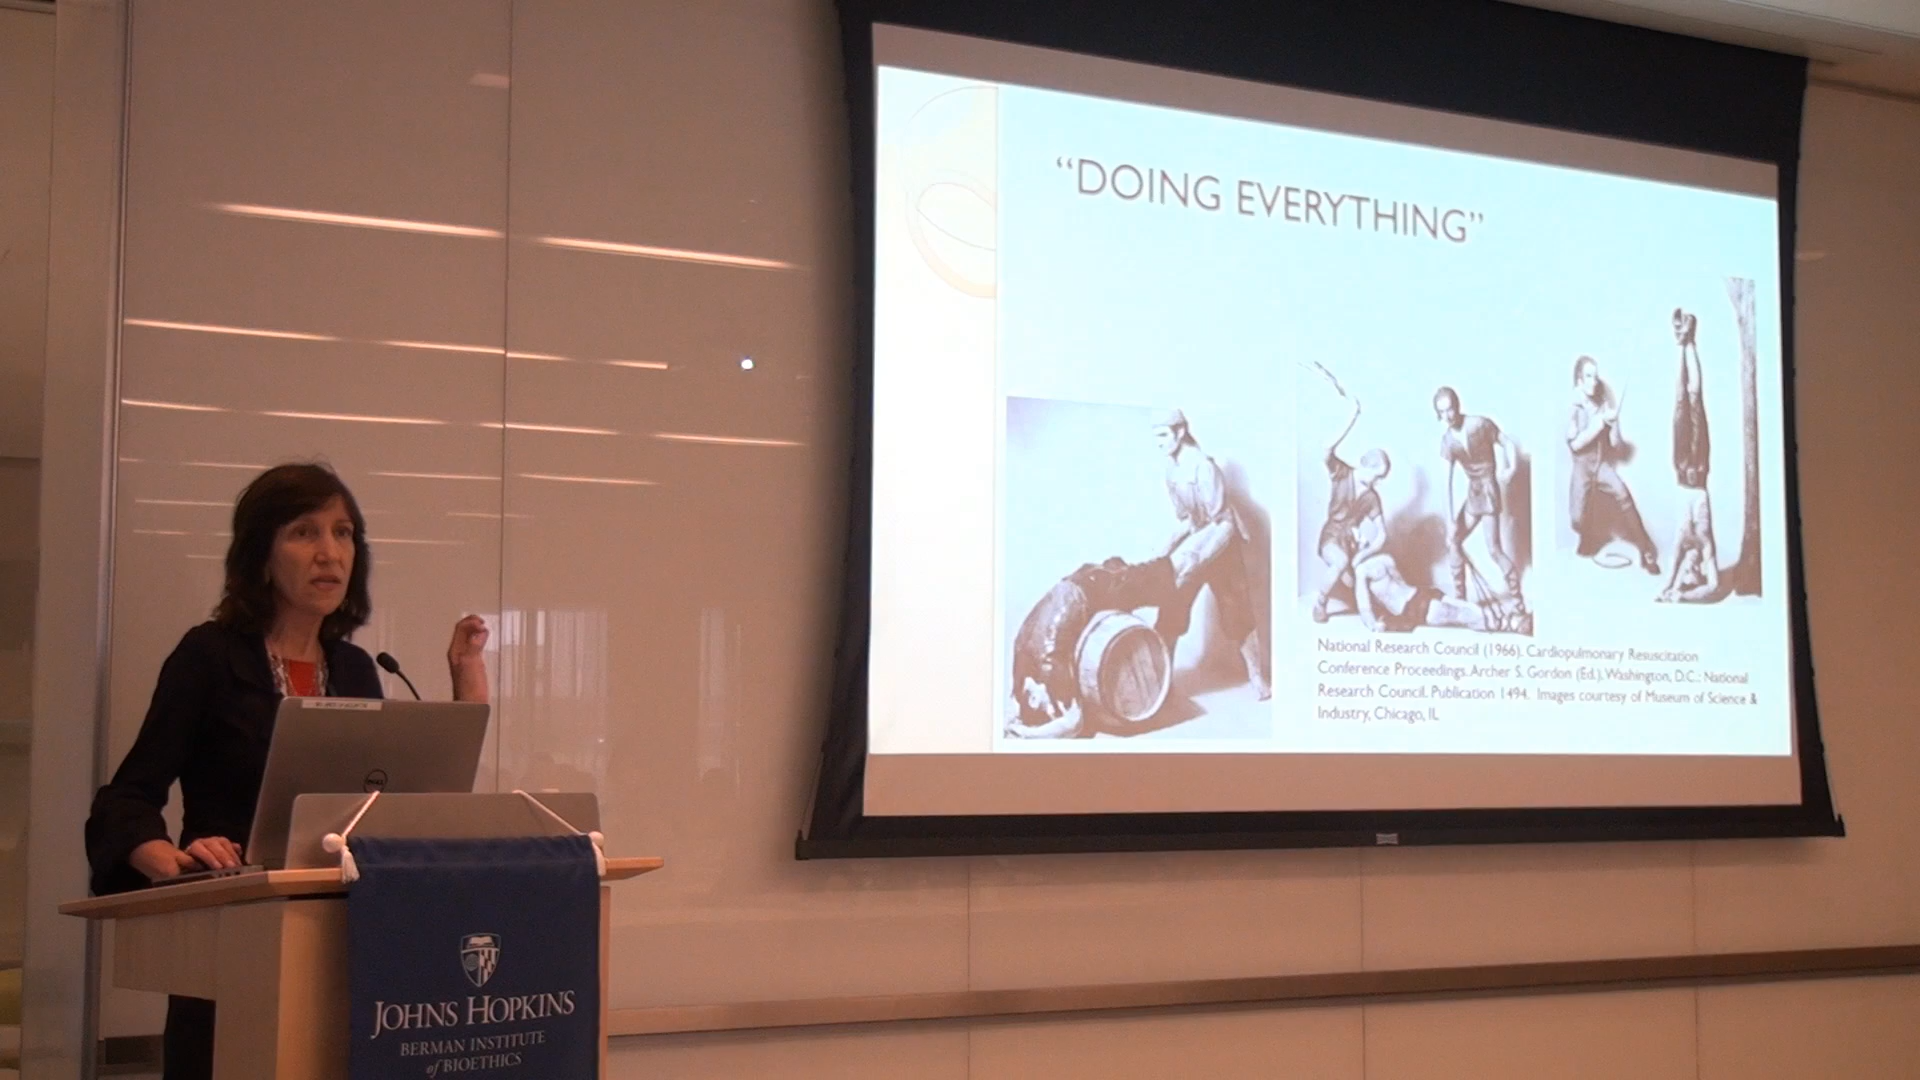 “DOING EVERYTHING”
National Research Council (1966). Cardiopulmonary Resuscitation
Conference Proceedings. Archer S. Gordon (Ed.), Washington, D.C.: National
Research Council. Publication 1494. Images courtesy of Museum of Science &
Industry, Chicago, IL
DELL
JOHNS HOPKINS
BERMAN INSTITUTE
of BIOETHICS